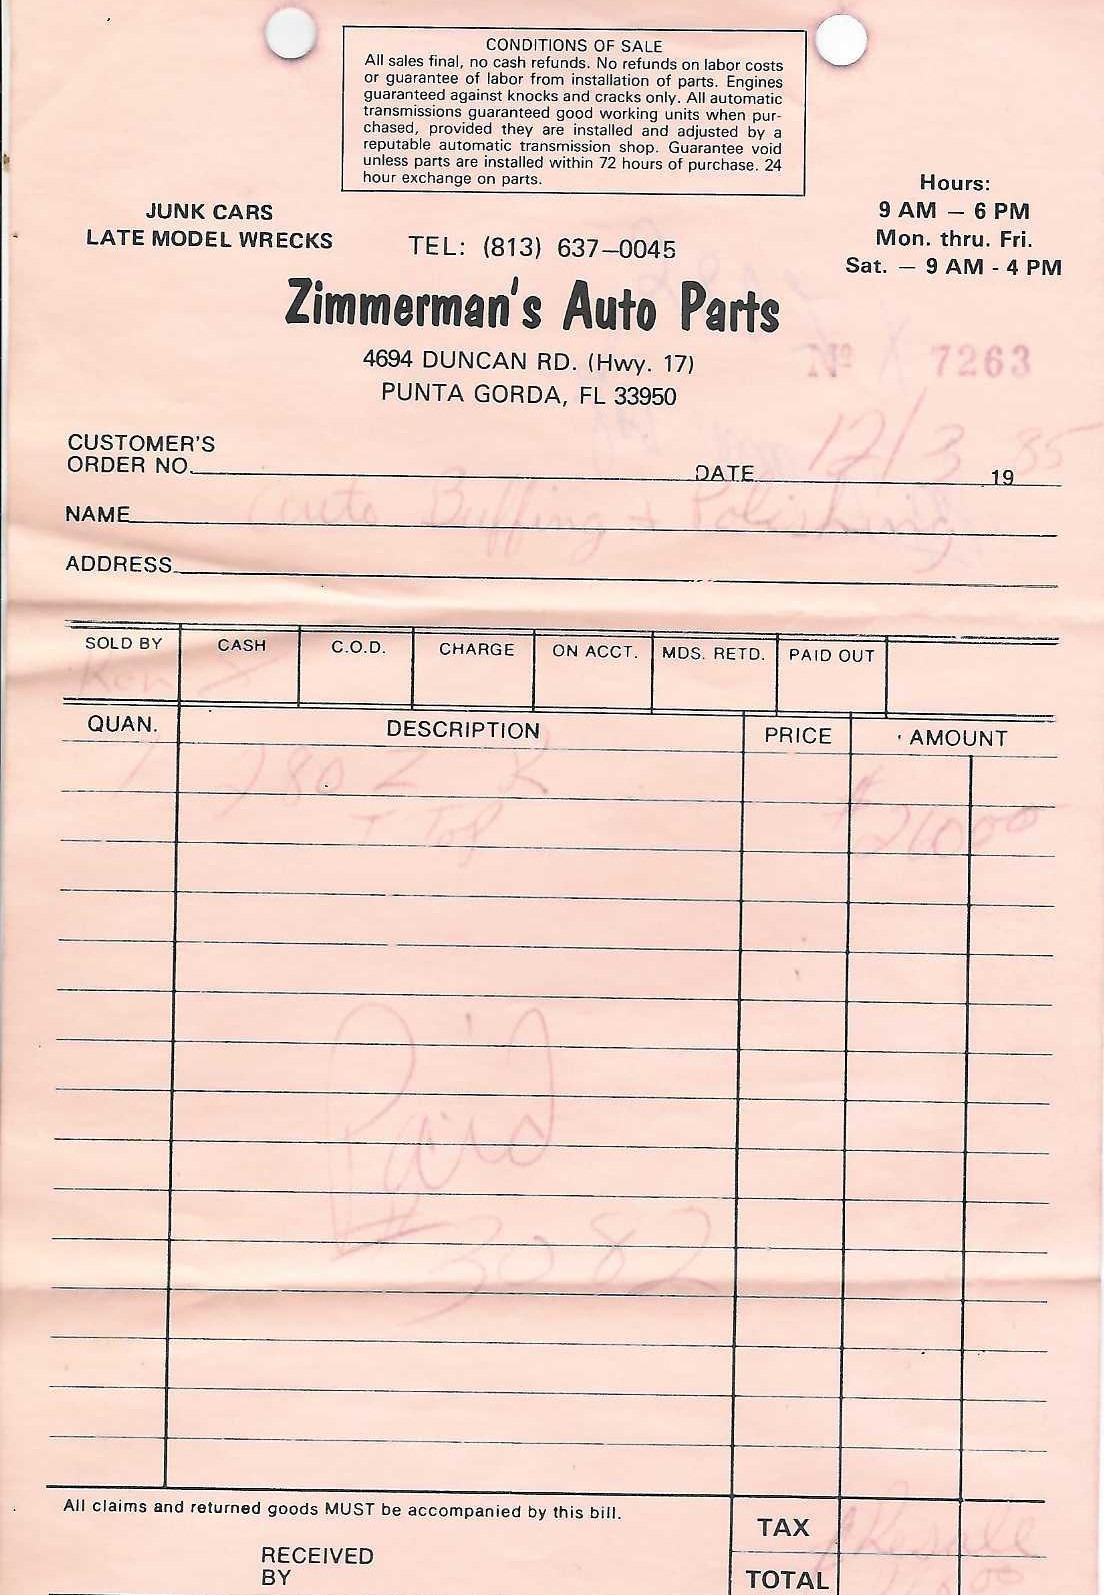 CONDITIONS OF SALE
All sales final, no cash refunds. No refunds on labor costs
or guarantee of labor from installation of parts. Engines
guaranteed against knocks and cracks only. All automatic
transmissions guaranteed good working units when pur-
chased, provided they are installed and adjusted by a
reputable automatic transmission shop. Guarantee void
unless parts are installed within 72 hours of purchase. 24
hour exchange on parts.
Hours:
9 AM — 6 PM
Mon. thru. Fri.
Sat. — 9 AM - 4 PM
JUNK CARS
LATE MODEL WRECKS
TEL: (813) 637-0045
Zimmerman's Auto Parts
4694 DUNCAN RD. (Hwy. 17)
PUNTA GORDA, FL 33950
Nº 7263
CUSTOMER'S
ORDER NO. DATE 12/3 1985
NAME Auto Buffing + Polishing
ADDRESS
SOLD BY CASH C.O.D. CHARGE ON ACCT. MDS. RETD. PAID OUT
Ken
QUAN. DESCRIPTION PRICE AMOUNT
1 280 Z
T Top $2600
Paid
# 3082
All claims and returned goods MUST be accompanied by this bill.
TAX Resale
RECEIVED
BY
TOTAL